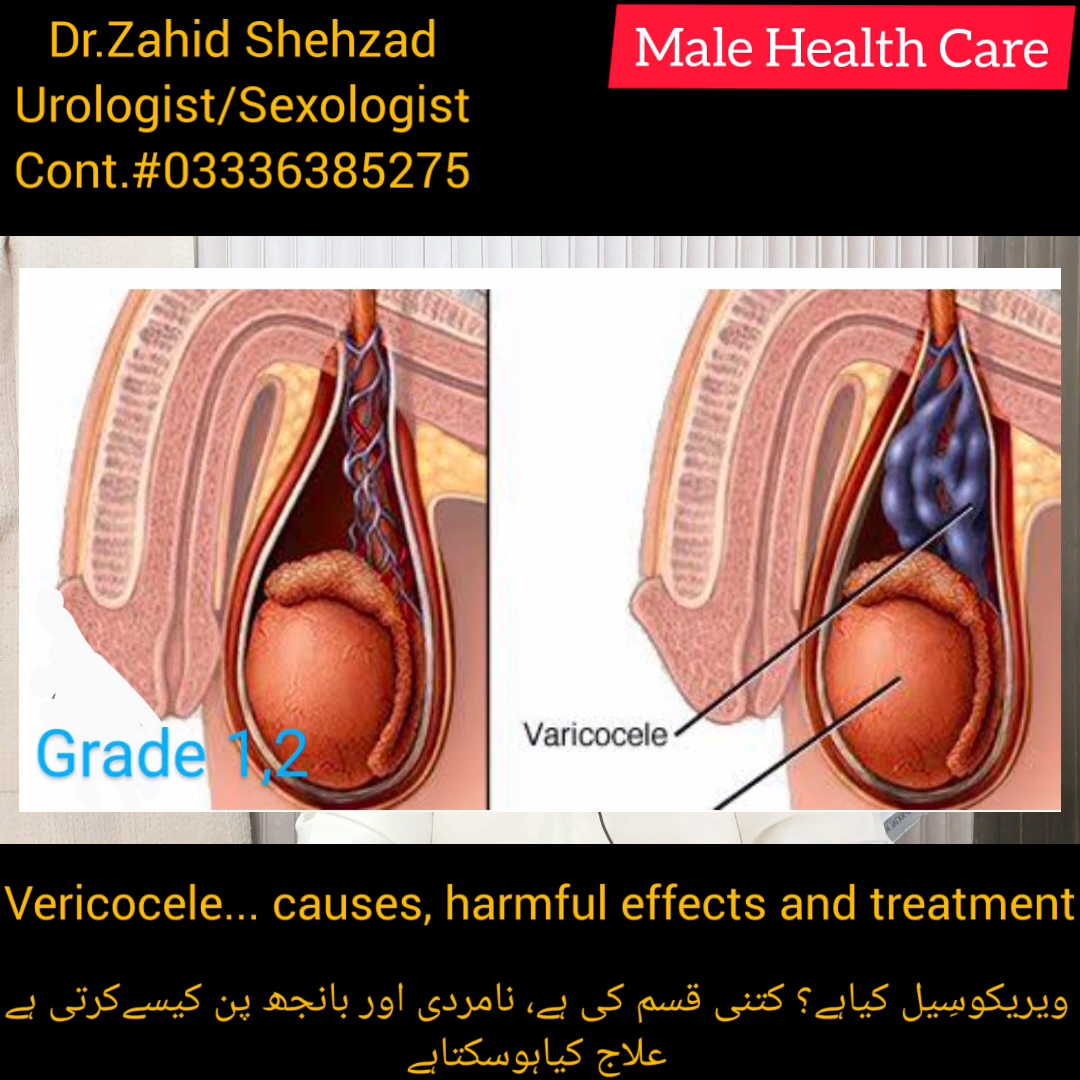 Dr.Zahid Shehzad
Urologist/Sexologist
Cont.#03336385275
Male Health Care
Grade 1,2
Varicocele
Vericocele... causes, harmful effects and treatment
ویریکوسِیل کیاہے؟ کتنی قسم کی ہے، نامردی اور بانجھ پن کیسےکرتی ہے
علاج کیاہوسکتاہے